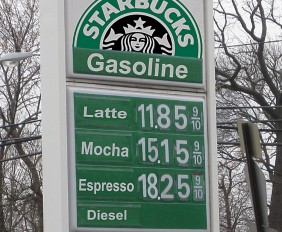 STARBUCKS
Gasoline
Latte 11.85 9/10
Mocha 15.15 9/10
Espresso 18.25 9/10
Diesel